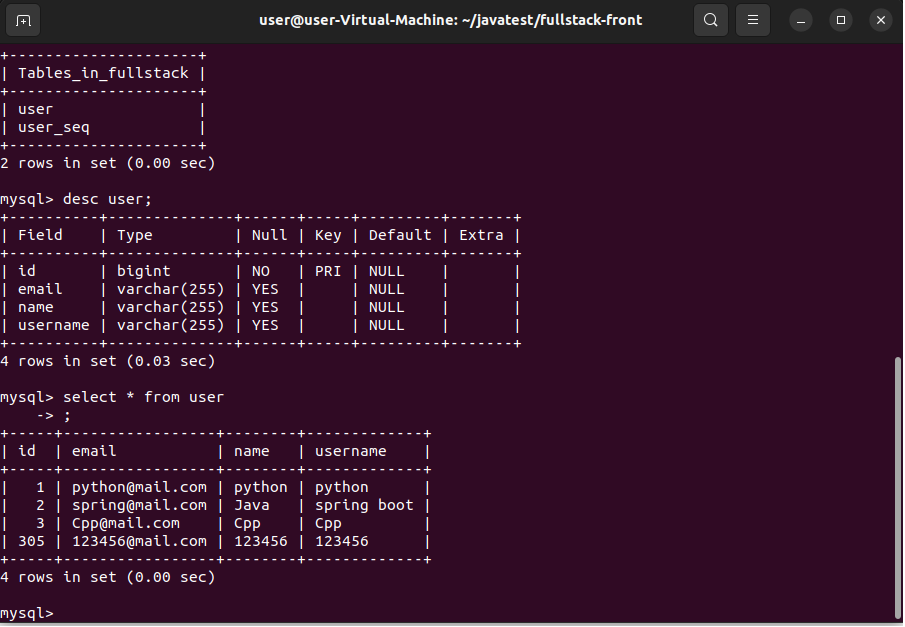 user@user-Virtual-Machine: ~/javatest/fullstack-front
+---------------------+
| Tables_in_fullstack |
+---------------------+
| user                |
| user_seq            |
+---------------------+
2 rows in set (0.00 sec)

mysql> desc user;
+----------+--------------+------+-----+---------+-------+
| Field    | Type         | Null | Key | Default | Extra |
+----------+--------------+------+-----+---------+-------+
| id       | bigint       | NO   | PRI | NULL    |       |
| email    | varchar(255) | YES  |     | NULL    |       |
| name     | varchar(255) | YES  |     | NULL    |       |
| username | varchar(255) | YES  |     | NULL    |       |
+----------+--------------+------+-----+---------+-------+
4 rows in set (0.03 sec)

mysql> select * from user
    -> ;
+-----+-----------------+--------+-------------+
| id  | email           | name   | username    |
+-----+-----------------+--------+-------------+
|   1 | python@mail.com | python | python      |
|   2 | spring@mail.com | Java   | spring boot |
|   3 | Cpp@mail.com    | Cpp    | Cpp         |
| 305 | 123456@mail.com | 123456 | 123456      |
+-----+-----------------+--------+-------------+
4 rows in set (0.00 sec)

mysql>